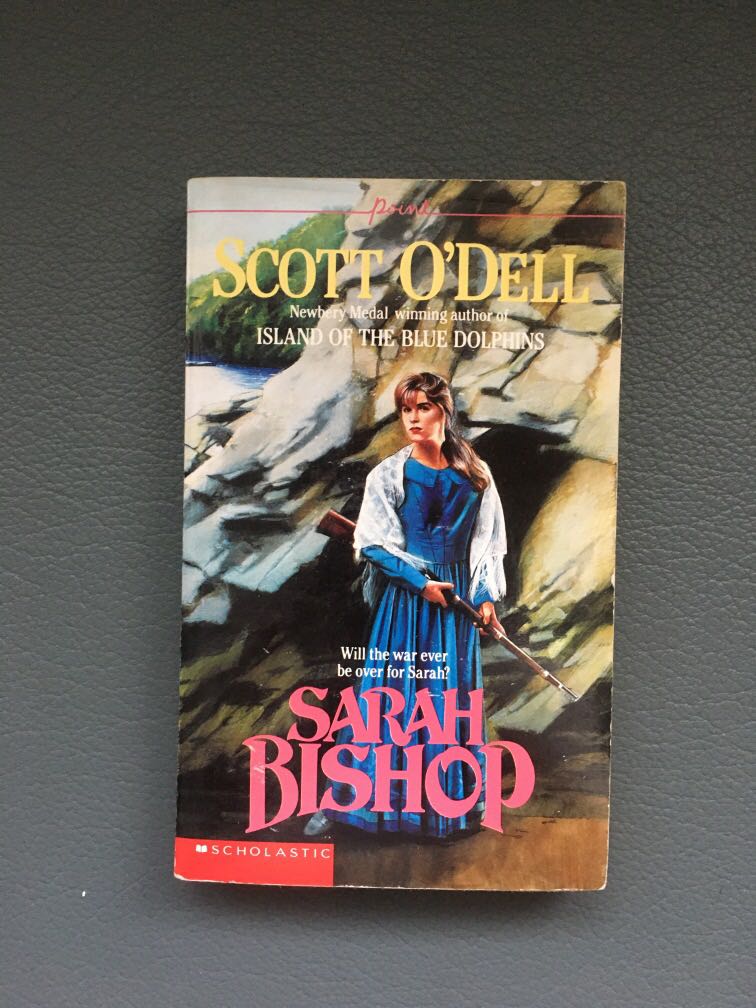 Point
SCOTT O'DELL
Newbery Medal winning author of
ISLAND OF THE BLUE DOLPHINS
Will the war ever
be over for Sarah?
SARAH
BISHOP
SCHOLASTIC